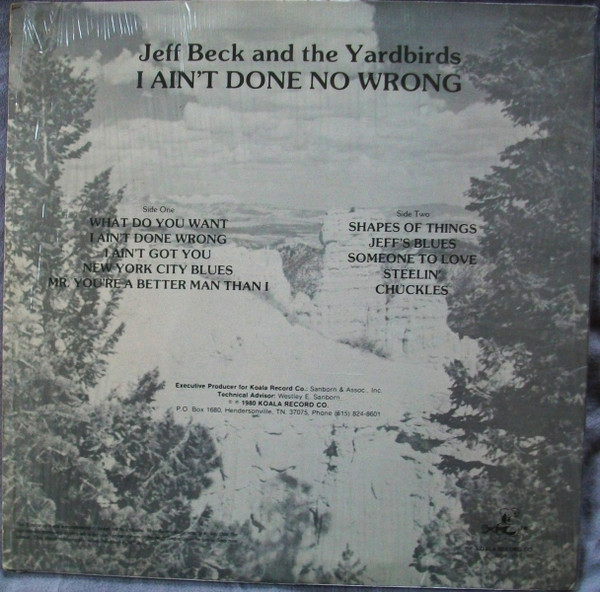 Jeff Beck and the Yardbirds
I AIN'T DONE NO WRONG
Side One
WHAT DO YOU WANT
I AIN'T DONE WRONG
I AIN'T GOT YOU
NEW YORK CITY BLUES
MR. YOU'RE A BETTER MAN THAN I
Side Two
SHAPES OF THINGS
JEFF'S BLUES
SOMEONE TO LOVE
STEELIN'
CHUCKLES
Executive Producer for Koala Record Co.: Sanborn & Assoc., Inc.
Technical Advisor: Westley E. Sanborn
1980 KOALA RECORD CO.
P.O. Box 1680, Hendersonville, TN. 37075, Phone (615) 824-8601